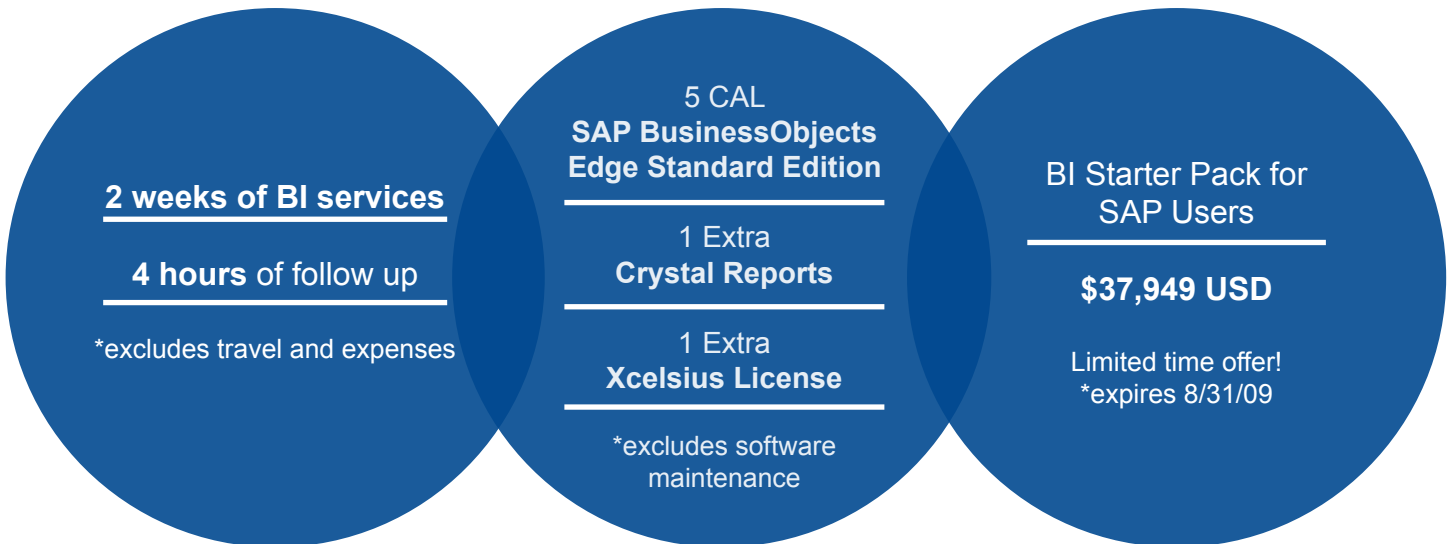 2 weeks of BI services
4 hours of follow up
*excludes travel and expenses
5 CAL
SAP BusinessObjects
Edge Standard Edition
1 Extra
Crystal Reports
1 Extra
Xcelsius License
*excludes software
maintenance
BI Starter Pack for
SAP Users
$37,949 USD
Limited time offer!
*expires 8/31/09